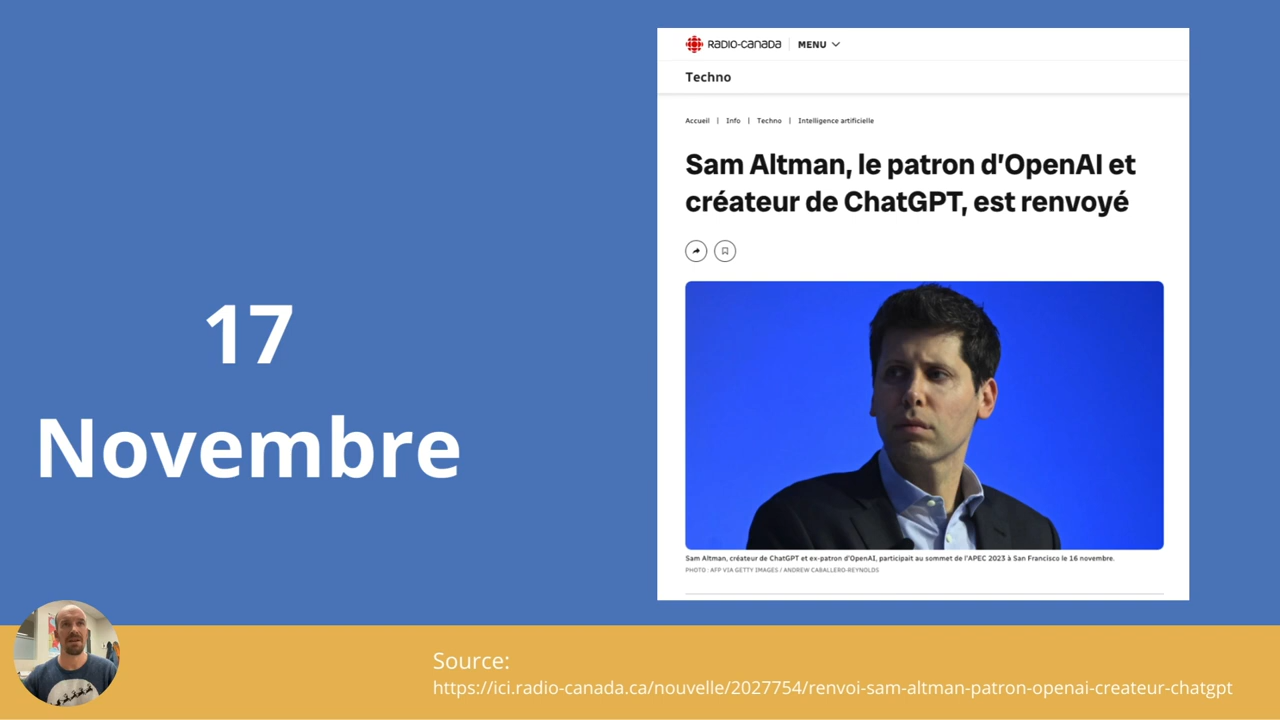 17
Novembre
RADIO-CANADA
MENU
Techno
Accueil | Info | Techno | Intelligence artificielle
Sam Altman, le patron d'OpenAI et
créateur de ChatGPT, est renvoyé
Sam Altman, créateur de ChatGPT et ex-patron d'OpenAI, participait au sommet de l'APEC 2023 à San Francisco le 16 novembre.
PHOTO : AFP VIA GETTY IMAGES / ANDREW CABALLERO-REYNOLDS
Source:
https://ici.radio-canada.ca/nouvelle/2027754/renvoi-sam-altman-patron-openai-createur-chatgpt